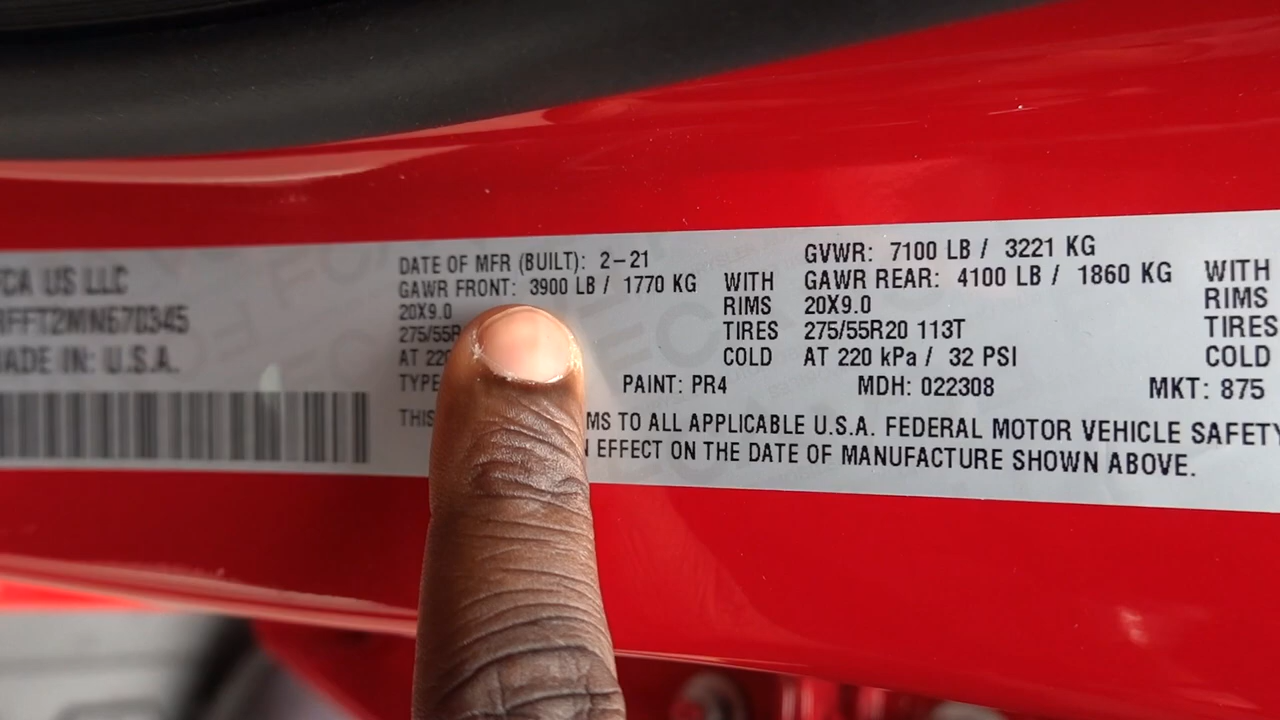 FCA US LLC
RFFT2MN670345
MADE IN: U.S.A.
DATE OF MFR (BUILT): 2-21
GVWR: 7100 LB / 3221 KG
GAWR FRONT: 3900 LB / 1770 KG WITH GAWR REAR: 4100 LB / 1860 KG WITH
20X9.0 RIMS 20X9.0 RIMS
275/55R TIRES 275/55R20 113T TIRES
AT 220 COLD AT 220 kPa / 32 PSI COLD
TYPE PAINT: PR4 MDH: 022308 MKT: 875
THIS MS TO ALL APPLICABLE U.S.A. FEDERAL MOTOR VEHICLE SAFETY
EFFECT ON THE DATE OF MANUFACTURE SHOWN ABOVE.